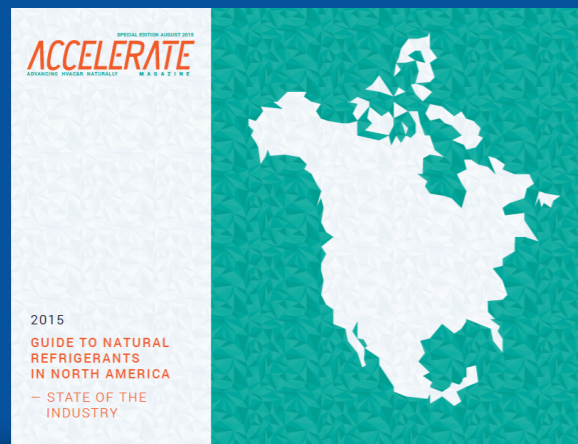 SPECIAL EDITION AUGUST 2015
ACCELERATE
ADVANCING HVAC&R NATURALLY MAGAZINE
2015
GUIDE TO NATURAL
REFRIGERANTS
IN NORTH AMERICA
— STATE OF THE
INDUSTRY